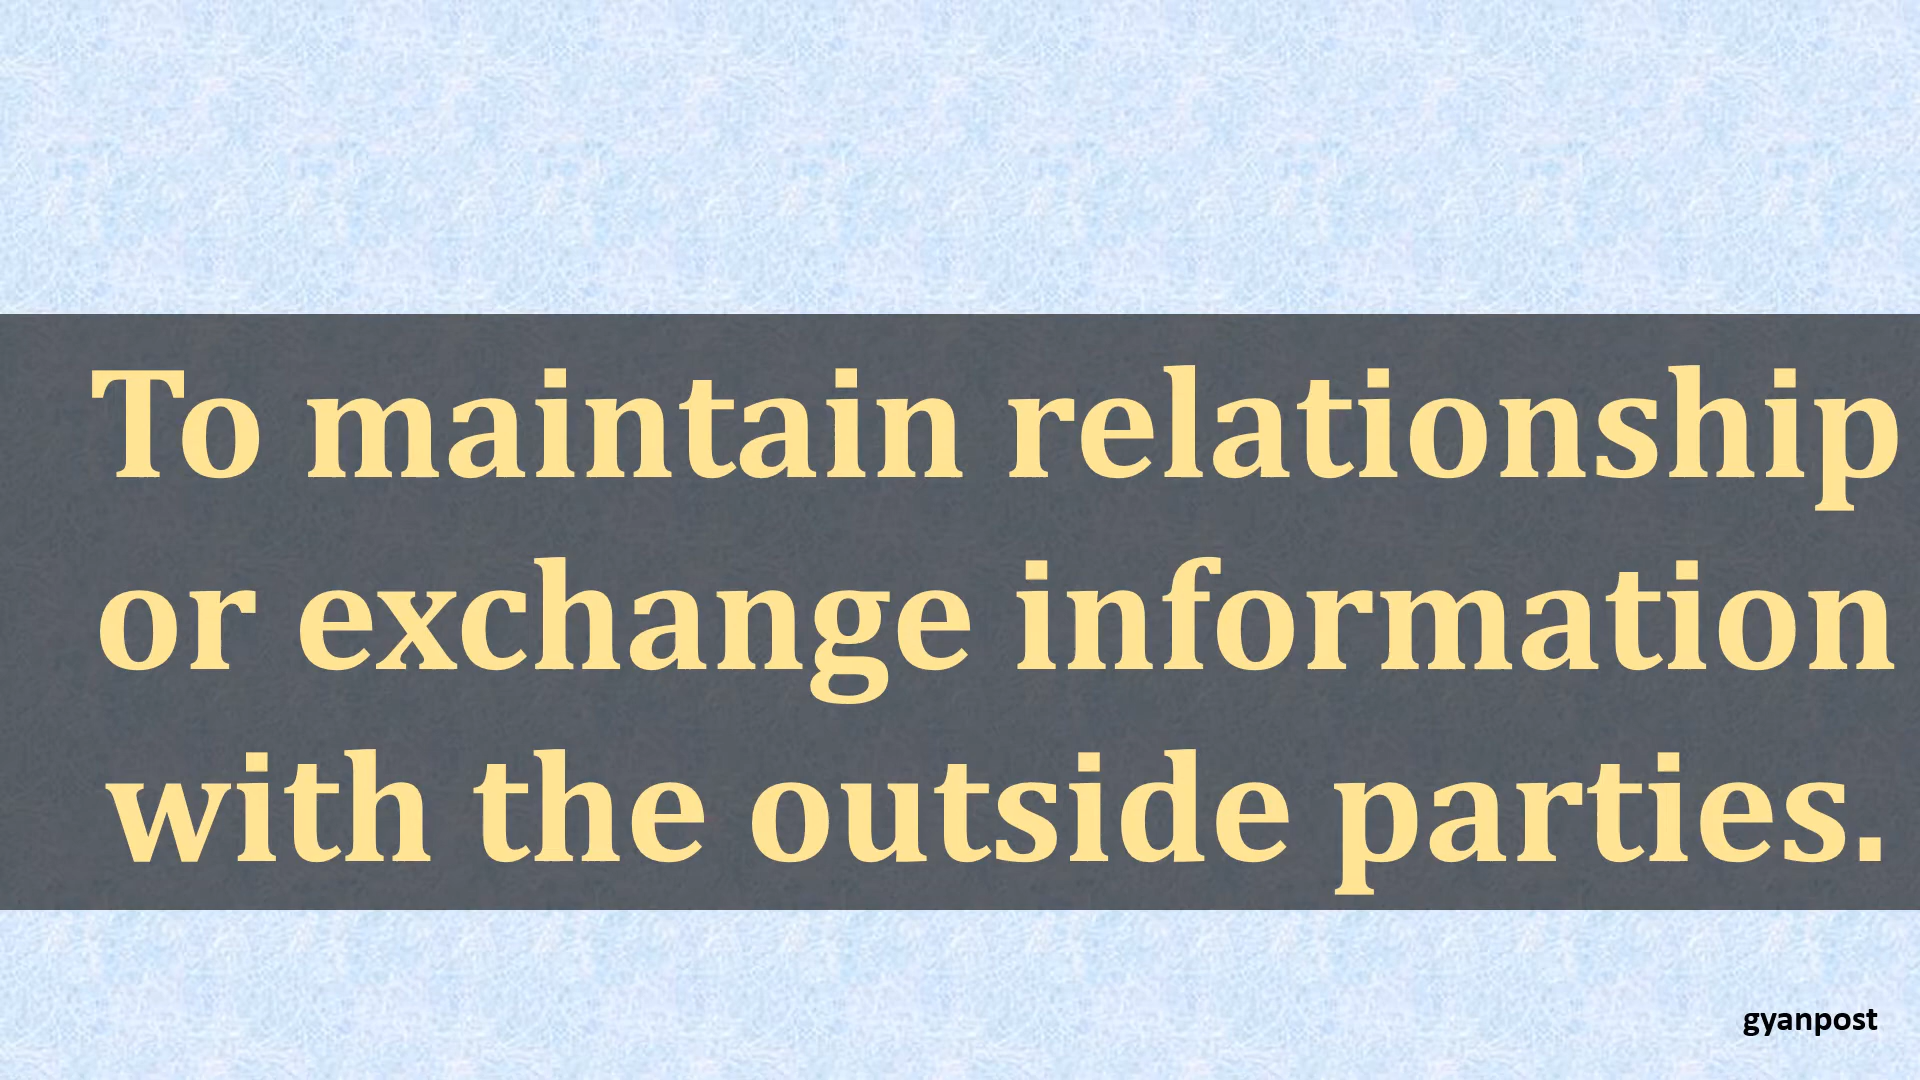 To maintain relationship
or exchange information
with the outside parties.
gyanpost